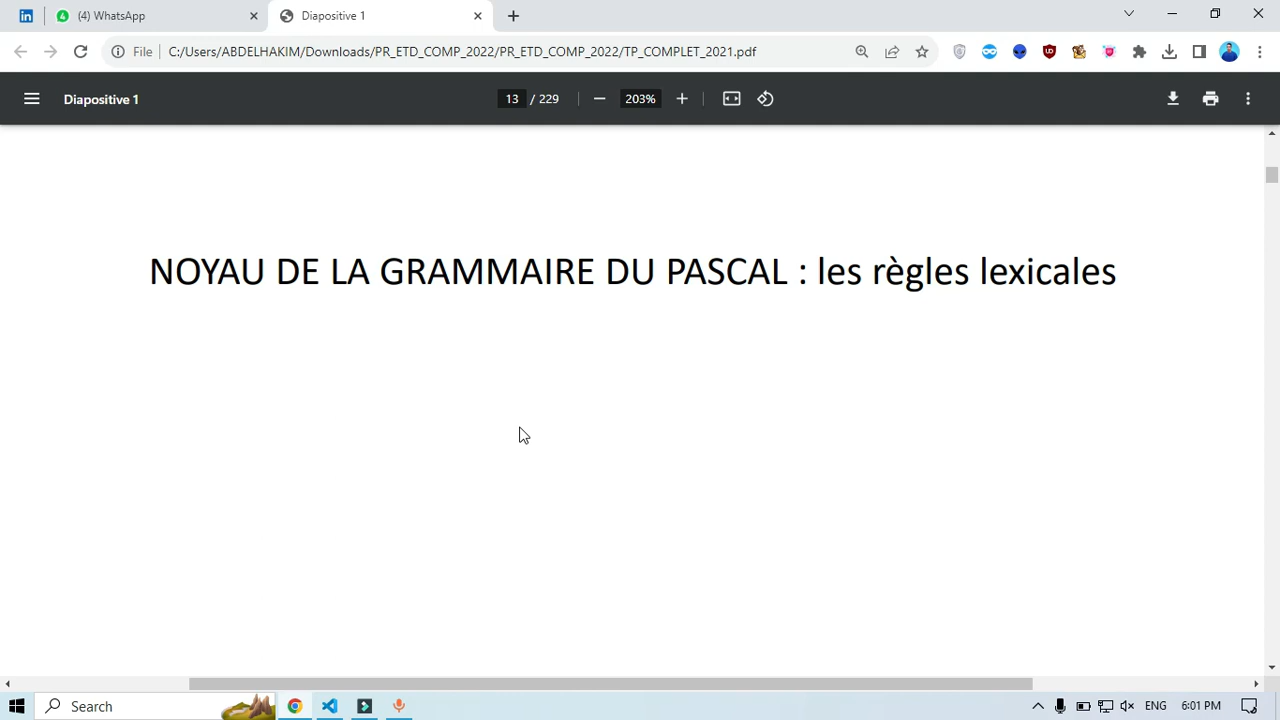 (4) WhatsApp
Diapositive 1
File C:/Users/ABDELHAKIM/Downloads/PR_ETD_COMP_2022/PR_ETD_COMP_2022/TP_COMPLET_2021.pdf
Diapositive 1
13 / 229
203%
NOYAU DE LA GRAMMAIRE DU PASCAL : les règles lexicales
Search
ENG
6:01 PM